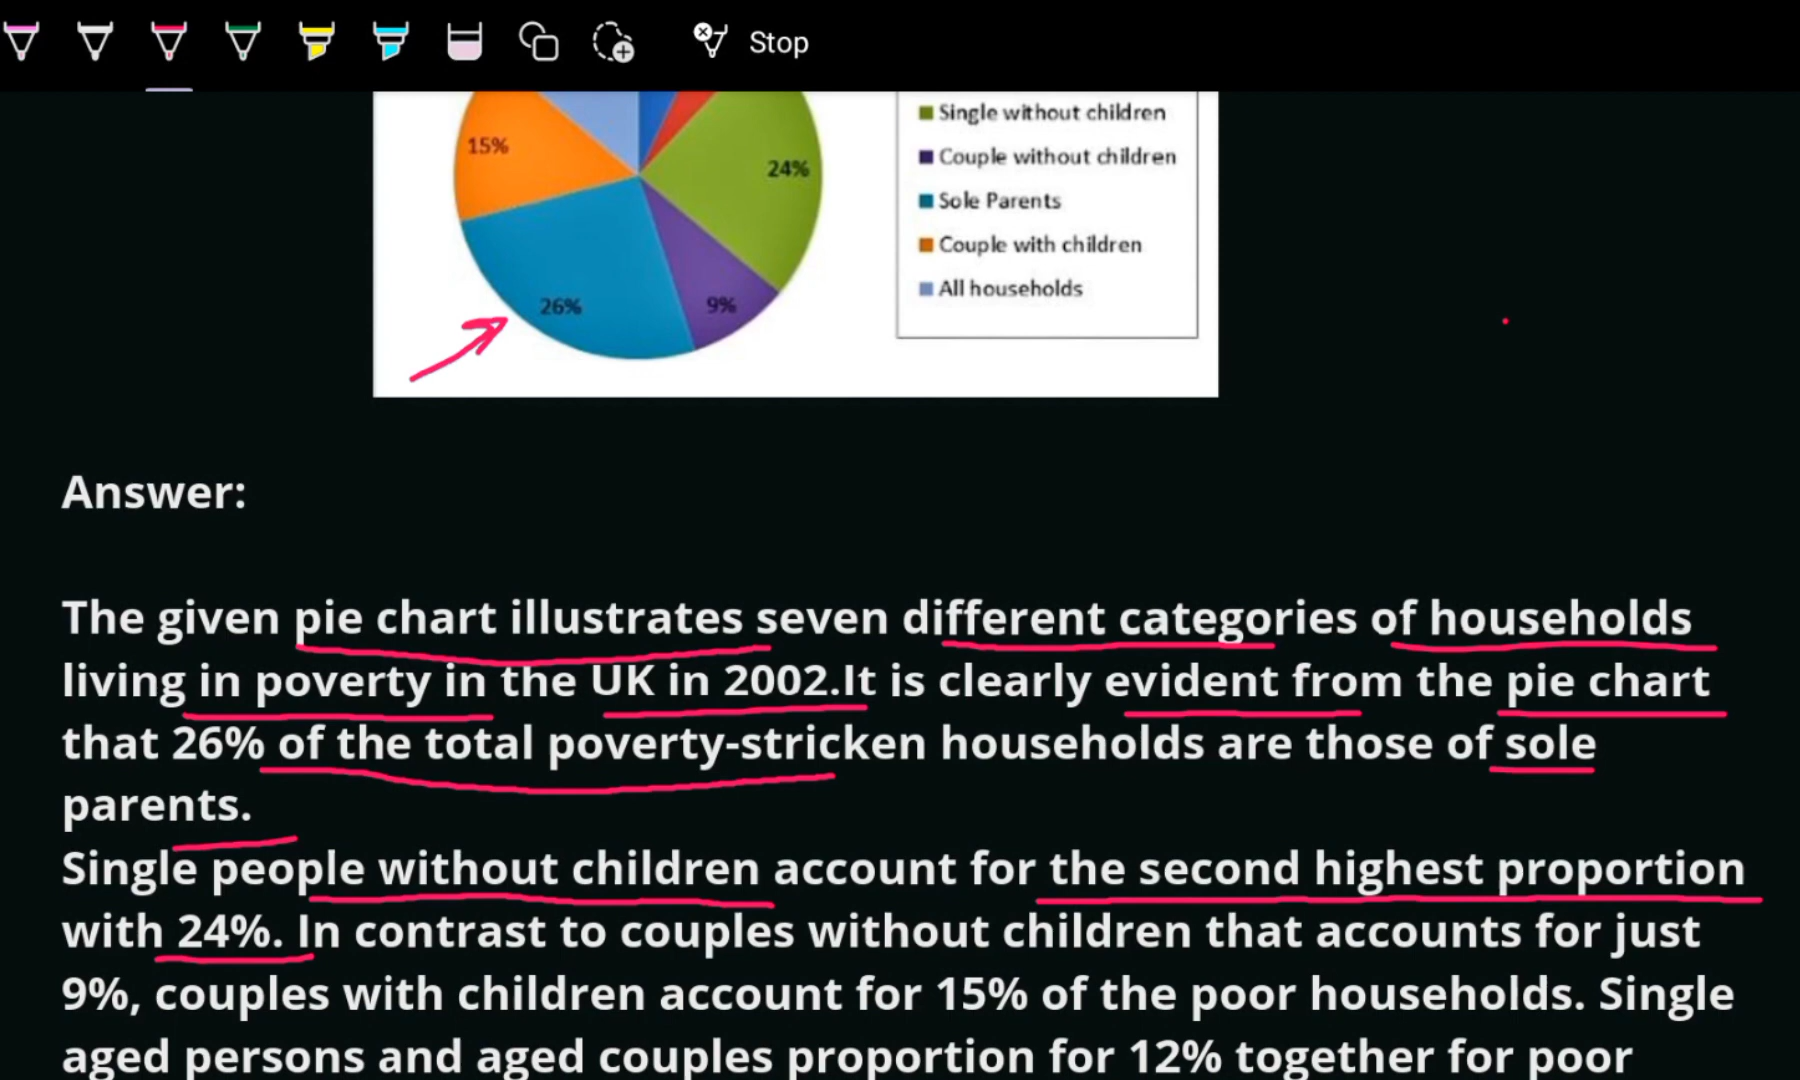 Stop
Single without children
15%
Couple without children
24%
Sole Parents
Couple with children
All households
26%
9%
Answer:
The given pie chart illustrates seven different categories of households
living in poverty in the UK in 2002.It is clearly evident from the pie chart
that 26% of the total poverty-stricken households are those of sole
parents.
Single people without children account for the second highest proportion
with 24%. In contrast to couples without children that accounts for just
9%, couples with children account for 15% of the poor households. Single
aged persons and aged couples proportion for 12% together for poor